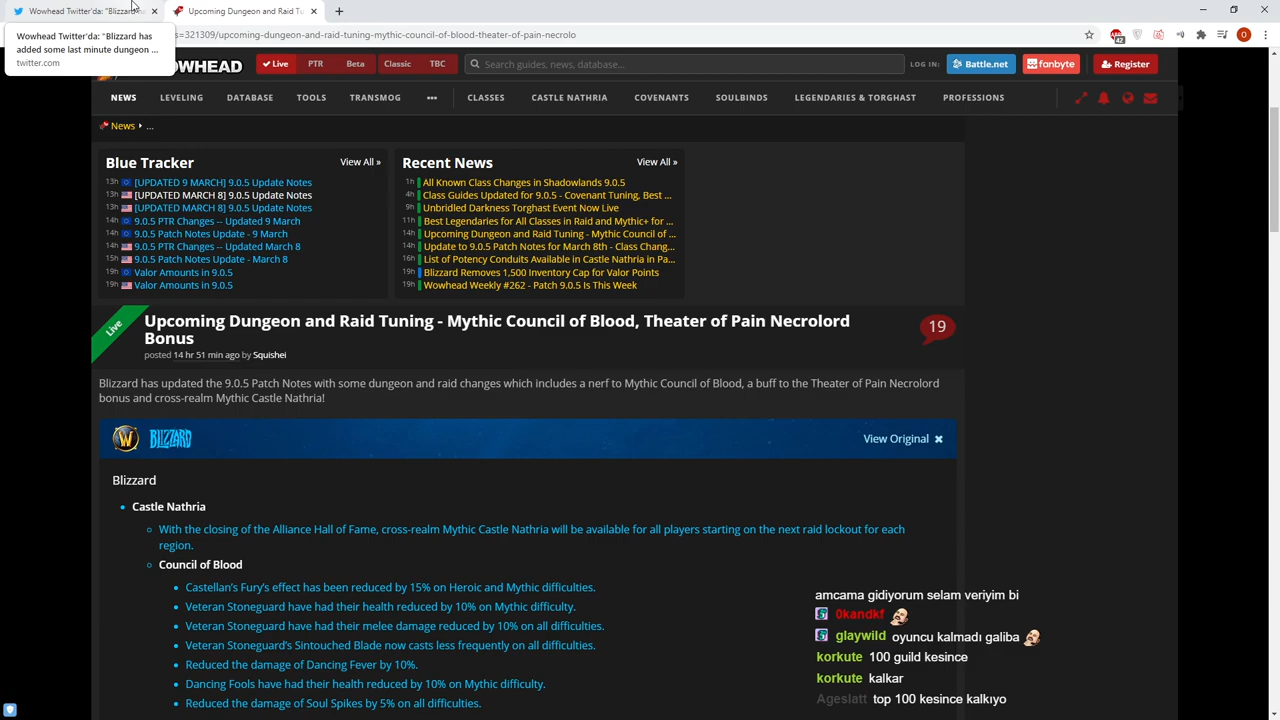 Wowhead Twitter'da: "Blizzard ha
Upcoming Dungeon and Raid Tu
Wowhead Twitter'da: "Blizzard has
added some last minute dungeon ...
twitter.com
s=321309/upcoming-dungeon-and-raid-tuning-mythic-council-of-blood-theater-of-pain-necrolo
42
O
OWHEAD
Live PTR Beta Classic TBC
Search guides, news, database...
LOG IN: Battle.net fanbyte Register
NEWS LEVELING DATABASE TOOLS TRANSMOG ••• CLASSES CASTLE NATHRIA COVENANTS SOULBINDS LEGENDARIES & TORGHAST PROFESSIONS
News ...
Blue Tracker View All »
13h [UPDATED 9 MARCH] 9.0.5 Update Notes
13h [UPDATED MARCH 8] 9.0.5 Update Notes
13h [UPDATED MARCH 8] 9.0.5 Update Notes
14h 9.0.5 PTR Changes -- Updated 9 March
14h 9.0.5 Patch Notes Update - 9 March
14h 9.0.5 PTR Changes -- Updated March 8
15h 9.0.5 Patch Notes Update - March 8
19h Valor Amounts in 9.0.5
19h Valor Amounts in 9.0.5
Recent News View All »
1h All Known Class Changes in Shadowlands 9.0.5
4h Class Guides Updated for 9.0.5 - Covenant Tuning, Best ...
9h Unbridled Darkness Torghast Event Now Live
11h Best Legendaries for All Classes in Raid and Mythic+ for ...
14h Upcoming Dungeon and Raid Tuning - Mythic Council of ...
14h Update to 9.0.5 Patch Notes for March 8th - Class Chang...
16h List of Potency Conduits Available in Castle Nathria in Pa...
19h Blizzard Removes 1,500 Inventory Cap for Valor Points
19h Wowhead Weekly #262 - Patch 9.0.5 Is This Week
Live
Upcoming Dungeon and Raid Tuning - Mythic Council of Blood, Theater of Pain Necrolord
Bonus
posted 14 hr 51 min ago by Squishei
19
Blizzard has updated the 9.0.5 Patch Notes with some dungeon and raid changes which includes a nerf to Mythic Council of Blood, a buff to the Theater of Pain Necrolord
bonus and cross-realm Mythic Castle Nathria!
W BLIZZARD View Original
Blizzard
Castle Nathria
With the closing of the Alliance Hall of Fame, cross-realm Mythic Castle Nathria will be available for all players starting on the next raid lockout for each
region.
Council of Blood
Castellan's Fury's effect has been reduced by 15% on Heroic and Mythic difficulties.
Veteran Stoneguard have had their health reduced by 10% on Mythic difficulty.
Veteran Stoneguard have had their melee damage reduced by 10% on all difficulties.
Veteran Stoneguard's Sintouched Blade now casts less frequently on all difficulties.
Reduced the damage of Dancing Fever by 10%.
Dancing Fools have had their health reduced by 10% on Mythic difficulty.
Reduced the damage of Soul Spikes by 5% on all difficulties.
amcama gidiyorum selam veriyim bi
0kandkf
glaywild oyuncu kalmadı galiba
korkute 100 guild kesince
korkute kalkar
Ageslatt top 100 kesince kalkıyo